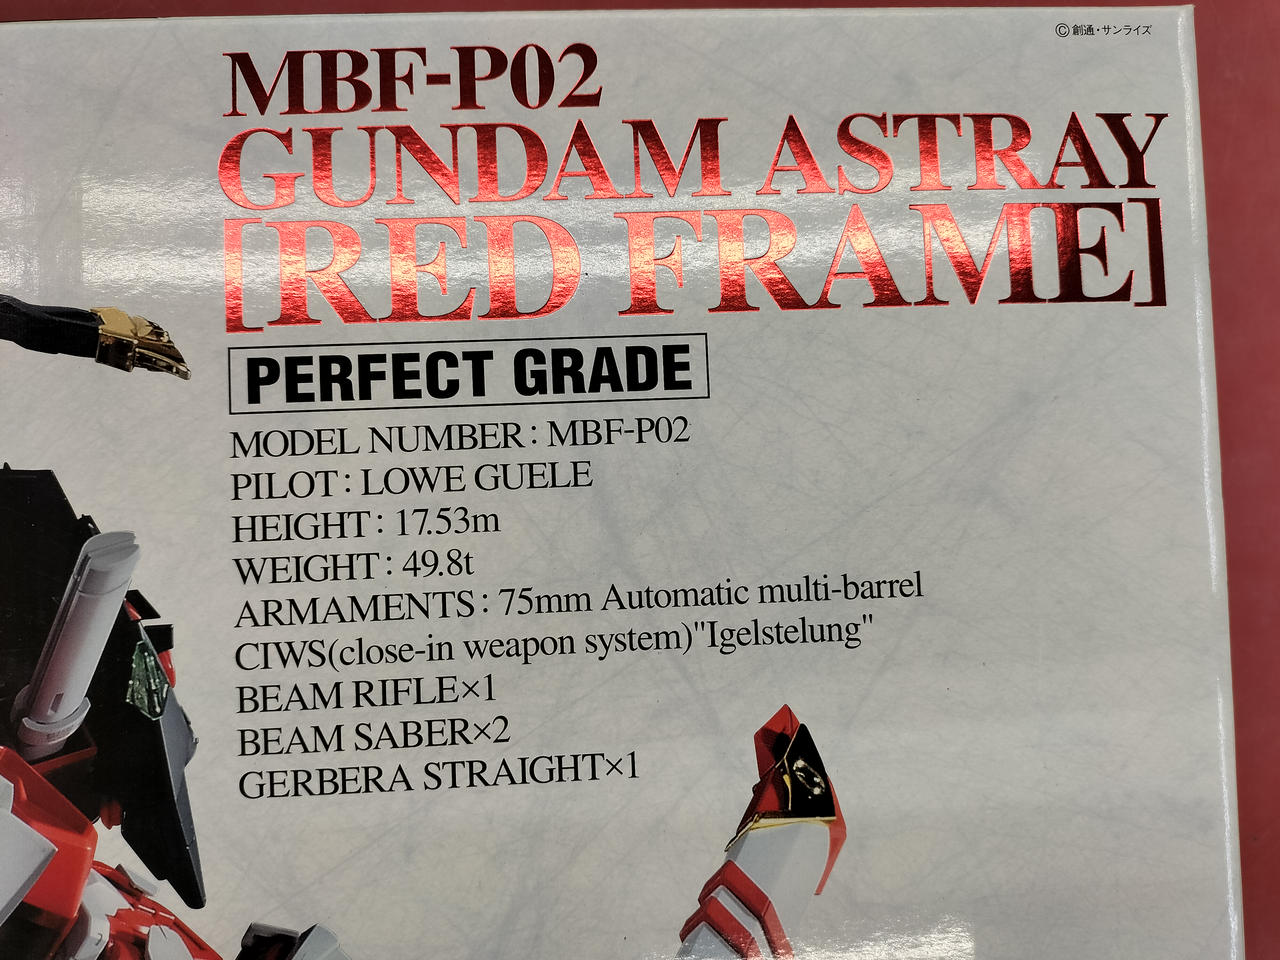 ©創通・サンライズ
MBF-P02
GUNDAM ASTRAY
[RED FRAME]
PERFECT GRADE
MODEL NUMBER : MBF-P02
PILOT : LOWE GUELE
HEIGHT : 17.53m
WEIGHT : 49.8t
ARMAMENTS : 75mm Automatic multi-barrel
CIWS(close-in weapon system)"Igelstelung"
BEAM RIFLE×1
BEAM SABER×2
GERBERA STRAIGHT×1